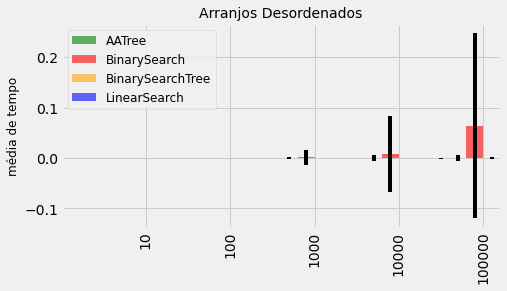 Arranjos Desordenados
AATree
BinarySearch
BinarySearchTree
LinearSearch
média de tempo
0.2
0.1
0.0
−0.1
10
100
1000
10000
100000